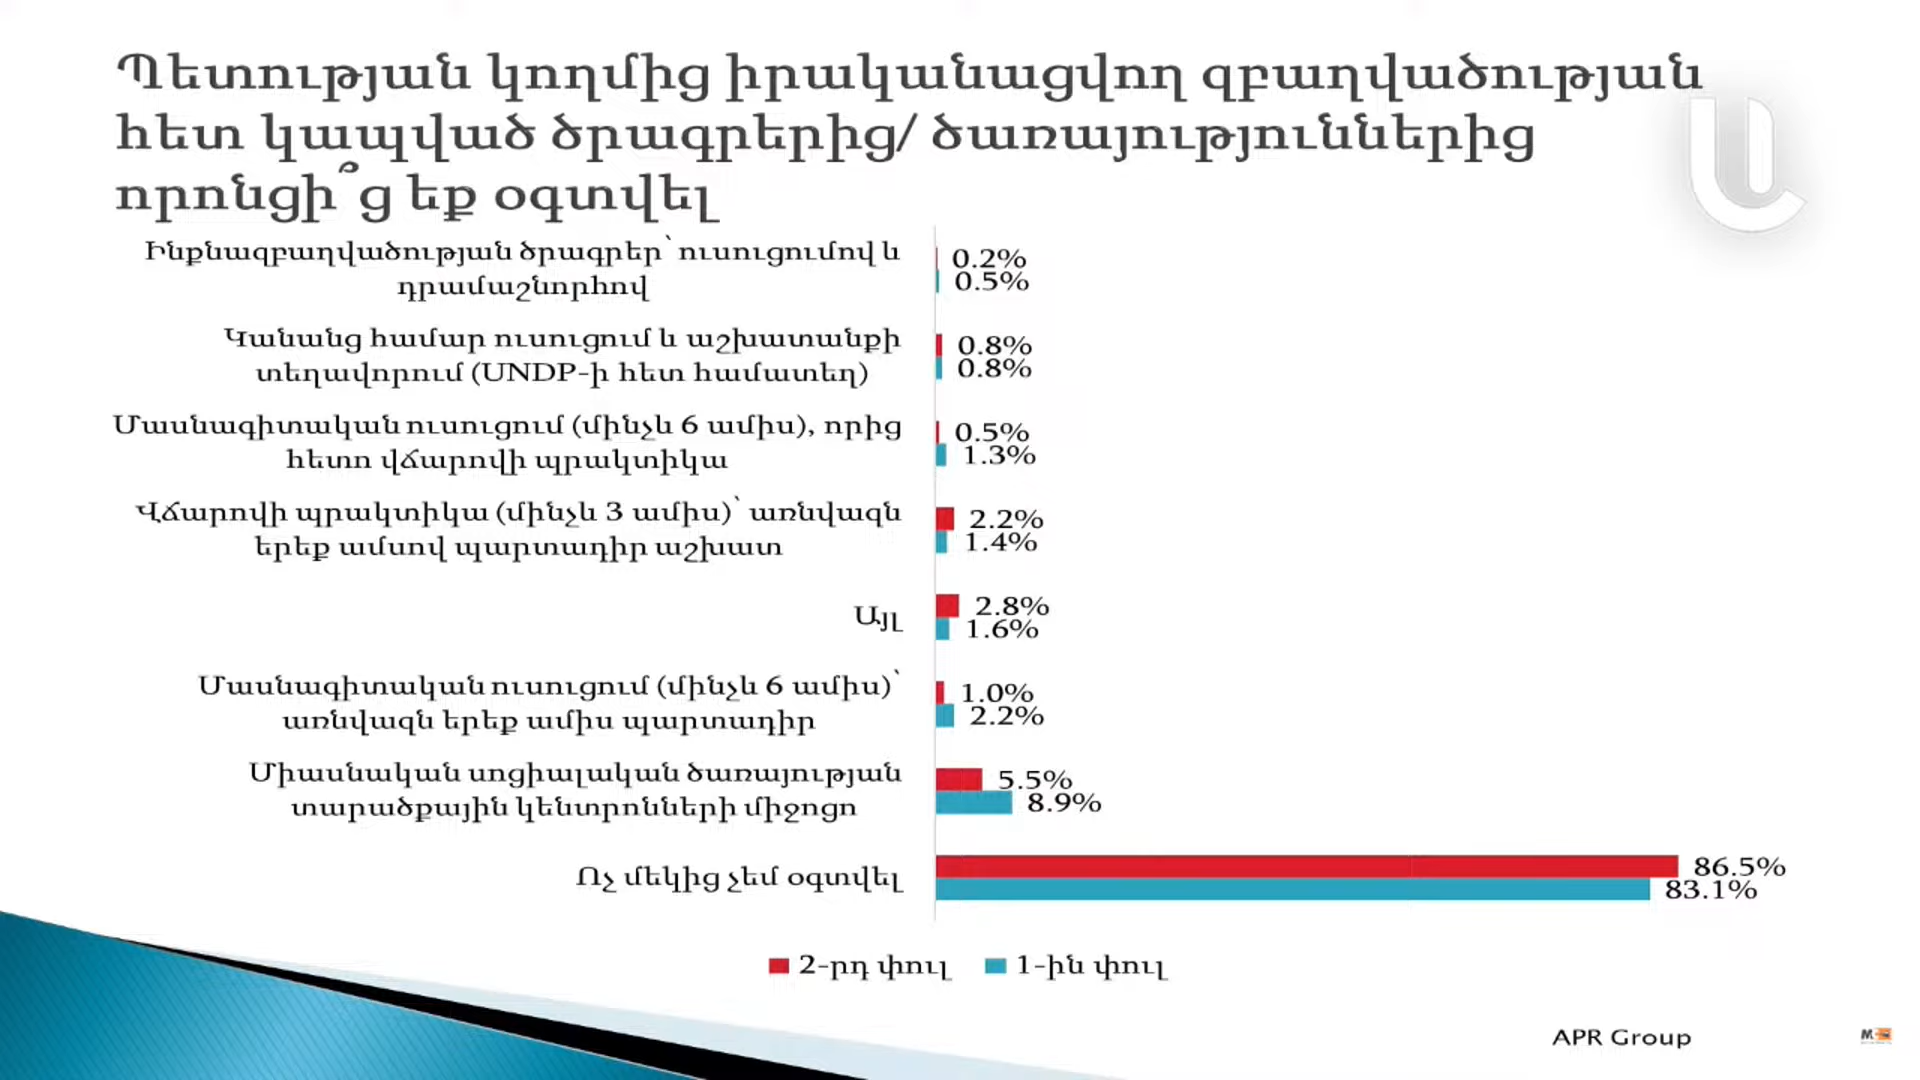 Պետության կողմից իրականացվող զբաղվածության
հետ կապված ծրագրերից/ ծառայություններից
որոնցի՞ց եք օգտվել
Ինքնազբաղվածության ծրագրեր՝ ուսուցումով և
դրամաշնորհով
0.2%
0.5%
Կանանց համար ուսուցում և աշխատանքի
տեղավորում (UNDP-ի հետ համատեղ)
0.8%
0.8%
Մասնագիտական ուսուցում (մինչև 6 ամիս), որից
հետո վճարովի պրակտիկա
0.5%
1.3%
Վճարովի պրակտիկա (մինչև 3 ամիս)՝ առնվազն
երեք ամսով պարտադիր աշխատ
2.2%
1.4%
Այլ
2.8%
1.6%
Մասնագիտական ուսուցում (մինչև 6 ամիս)՝
առնվազն երեք ամիս պարտադիր
1.0%
2.2%
Միասնական սոցիալական ծառայության
տարածքային կենտրոնների միջոցո
5.5%
8.9%
Ոչ մեկից չեմ օգտվել
86.5%
83.1%
2-րդ փուլ
1-ին փուլ
APR Group